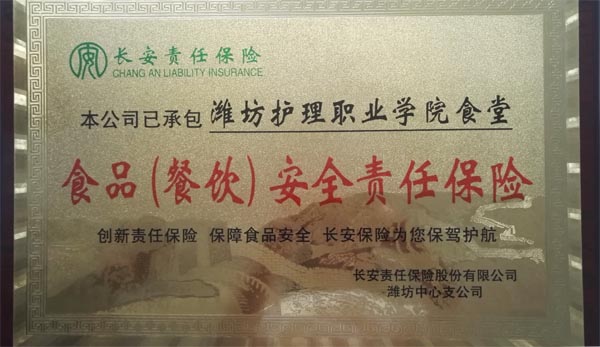 长安责任保险
CHANG AN LIABILITY INSURANCE
本公司已承包 潍坊护理职业学院食堂
食品(餐饮)安全责任保险
创新责任保险 保障食品安全 长安保险为您保驾护航
长安责任保险股份有限公司
潍坊中心支公司